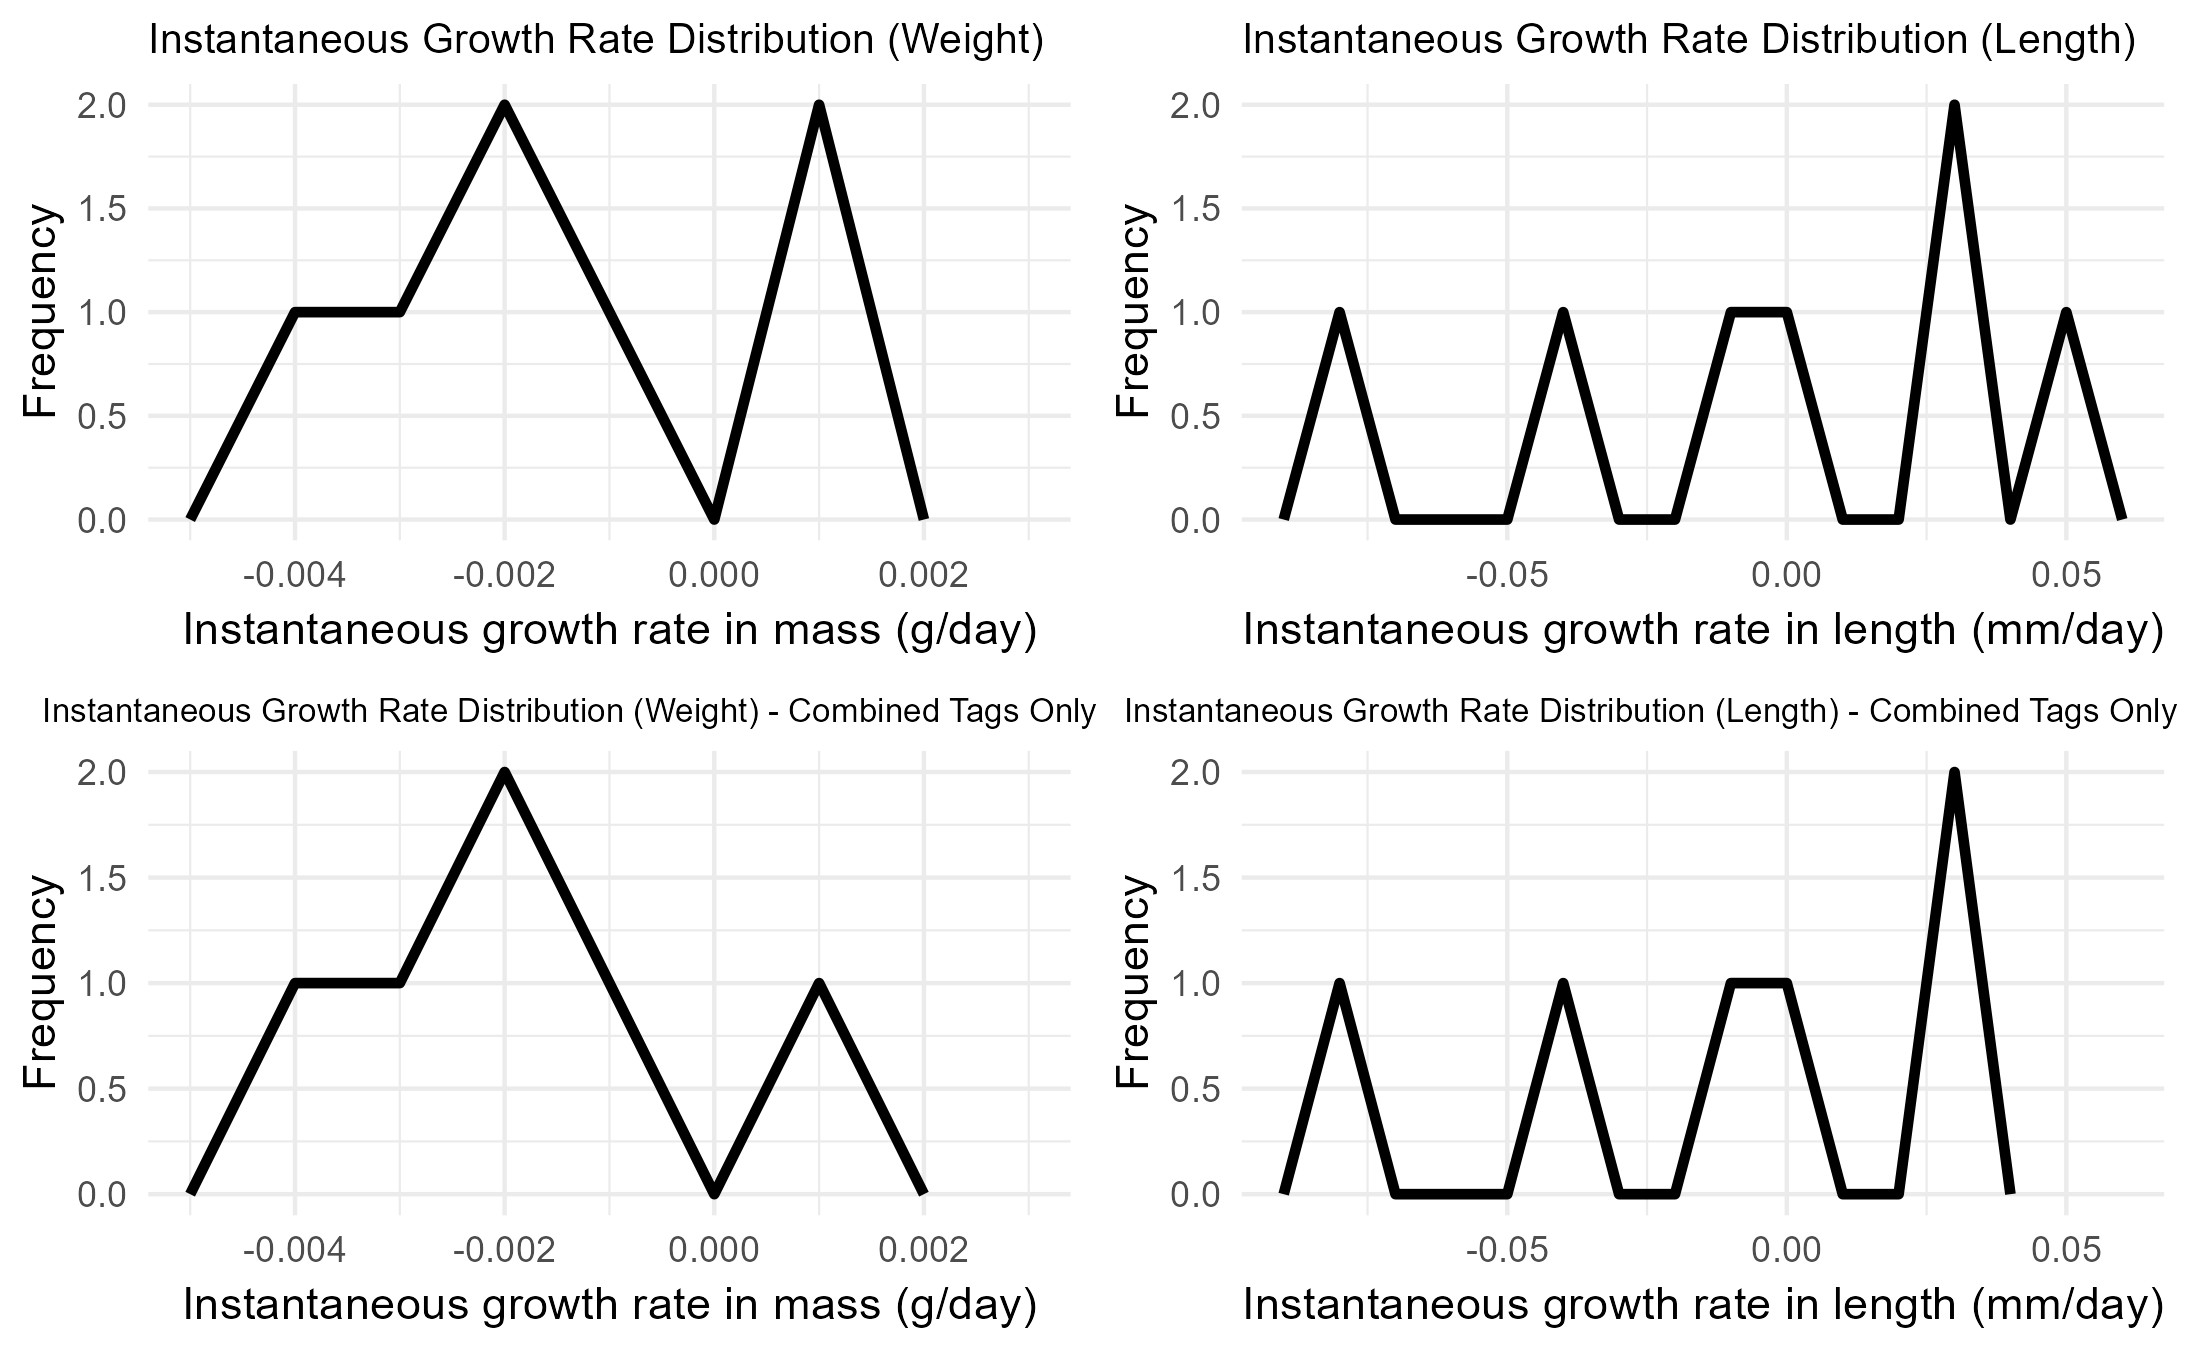 Instantaneous Growth Rate Distribution (Weight)
Frequency
2.0
1.5
1.0
0.5
0.0
-0.004 -0.002 0.000 0.002
Instantaneous growth rate in mass (g/day)
Instantaneous Growth Rate Distribution (Length)
Frequency
2.0
1.5
1.0
0.5
0.0
-0.05 0.00 0.05
Instantaneous growth rate in length (mm/day)
Instantaneous Growth Rate Distribution (Weight) - Combined Tags Only
Frequency
2.0
1.5
1.0
0.5
0.0
-0.004 -0.002 0.000 0.002
Instantaneous growth rate in mass (g/day)
Instantaneous Growth Rate Distribution (Length) - Combined Tags Only
Frequency
2.0
1.5
1.0
0.5
0.0
-0.05 0.00 0.05
Instantaneous growth rate in length (mm/day)